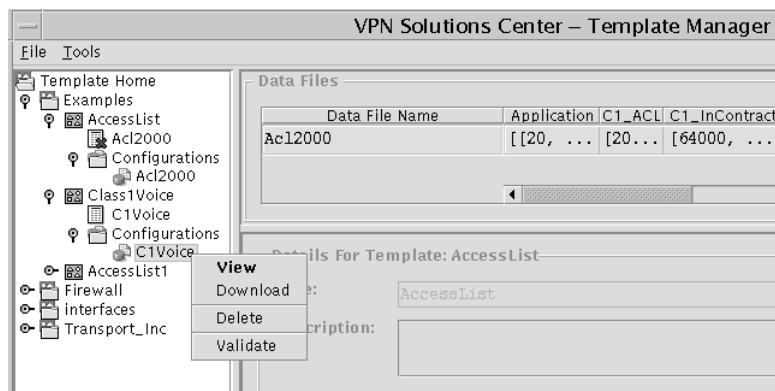 VPN Solutions Center – Template Manager
File Tools
Template Home
Examples
AccessList
Acl2000
Configurations
Acl2000
Class1Voice
C1Voice
Configurations
C1Voice
AccessList1
Firewall
interfaces
Transport_Inc
View
Download
Delete
Validate
Data Files
Data File Name Application C1_ACL C1_InContract
Acl2000 [[20, ... [20... [64000, ...
Details For Template: AccessList
e: AccessList
cription: